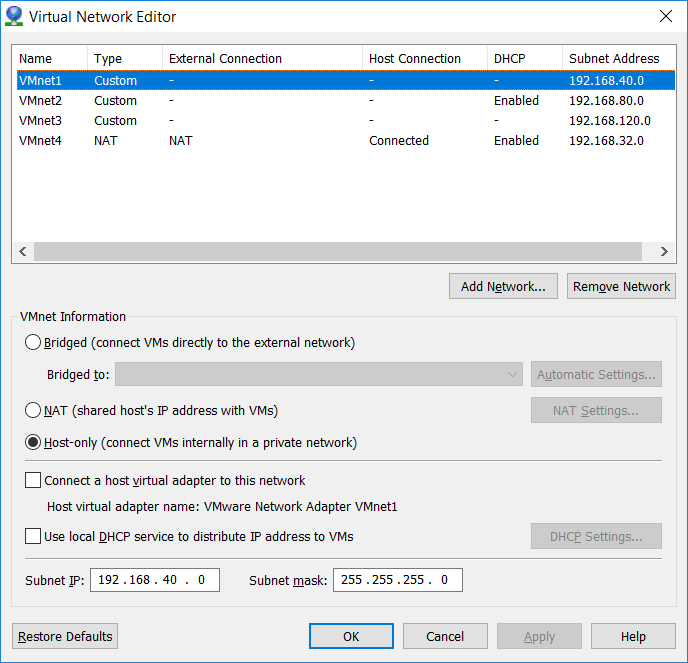 Virtual Network Editor
Name Type External Connection Host Connection DHCP Subnet Address
VMnet1 Custom - - - 192.168.40.0
VMnet2 Custom - - Enabled 192.168.80.0
VMnet3 Custom - - - 192.168.120.0
VMnet4 NAT NAT Connected Enabled 192.168.32.0
Add Network... Remove Network
VMnet Information
Bridged (connect VMs directly to the external network)
Bridged to: Automatic Settings...
NAT (shared host's IP address with VMs) NAT Settings...
Host-only (connect VMs internally in a private network)
Connect a host virtual adapter to this network
Host virtual adapter name: VMware Network Adapter VMnet1
Use local DHCP service to distribute IP address to VMs DHCP Settings...
Subnet IP: 192 . 168 . 40 . 0 Subnet mask: 255 . 255 . 255 . 0
Restore Defaults OK Cancel Apply Help